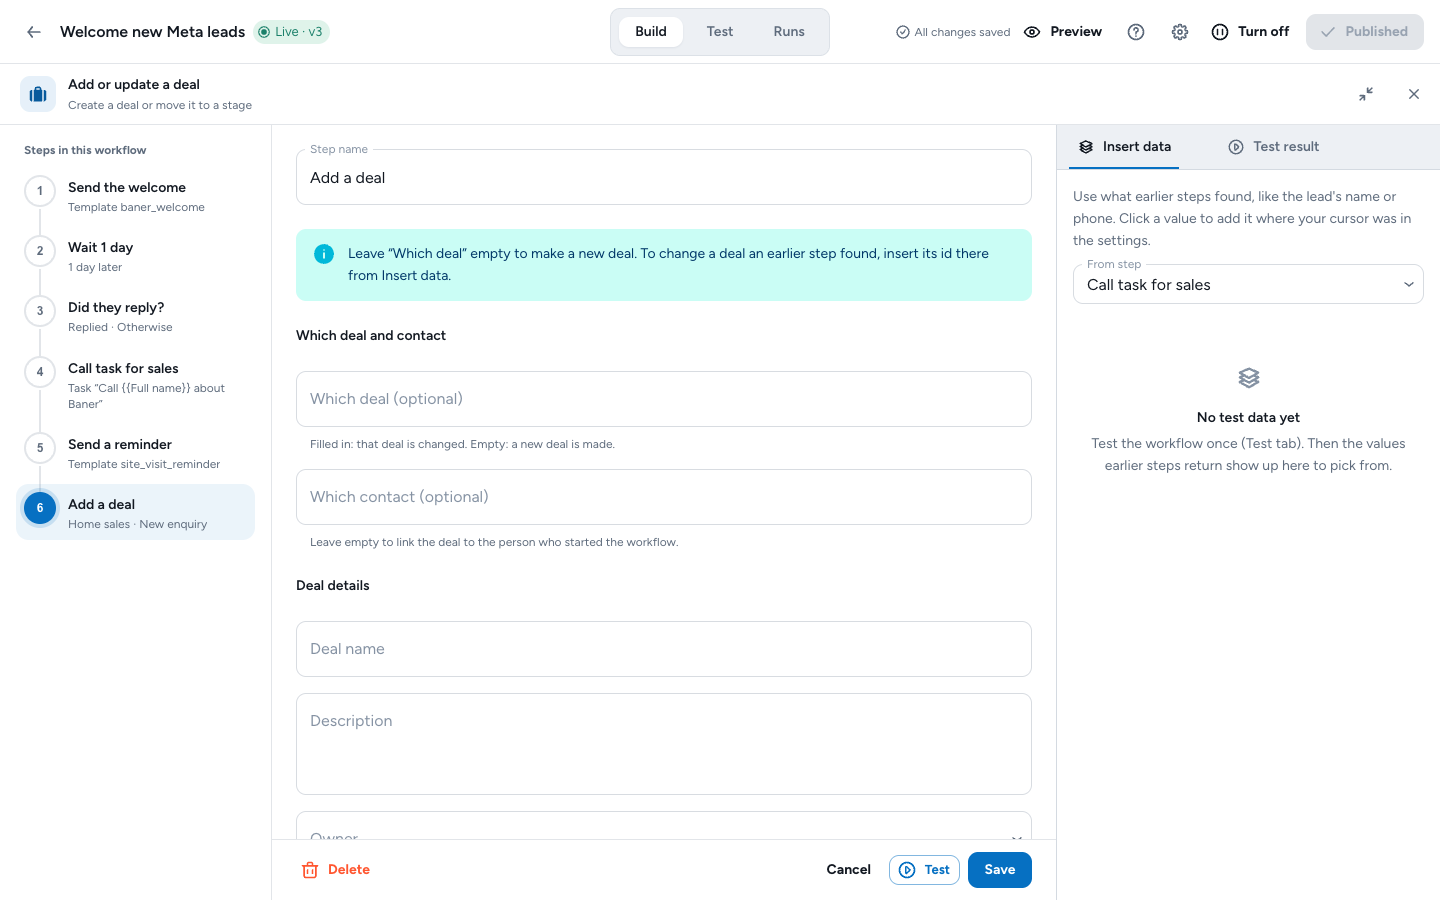 Welcome new Meta leads
Live · v3
Build
Test
Runs
All changes saved
Preview
Turn off
Published
Add or update a deal
Create a deal or move it to a stage
Steps in this workflow
1
Send the welcome
Template baner_welcome
2
Wait 1 day
1 day later
3
Did they reply?
Replied · Otherwise
4
Call task for sales
Task “Call {{Full name}} about
Baner”
5
Send a reminder
Template site_visit_reminder
6
Add a deal
Home sales · New enquiry
Step name
Add a deal
Leave “Which deal” empty to make a new deal. To change a deal an earlier step found, insert its id there
from Insert data.
Which deal and contact
Which deal (optional)
Filled in: that deal is changed. Empty: a new deal is made.
Which contact (optional)
Leave empty to link the deal to the person who started the workflow.
Deal details
Deal name
Description
Owner
Delete
Cancel
Test
Save
Insert data
Test result
Use what earlier steps found, like the lead's name or
phone. Click a value to add it where your cursor was in
the settings.
From step
Call task for sales
No test data yet
Test the workflow once (Test tab). Then the values
earlier steps return show up here to pick from.